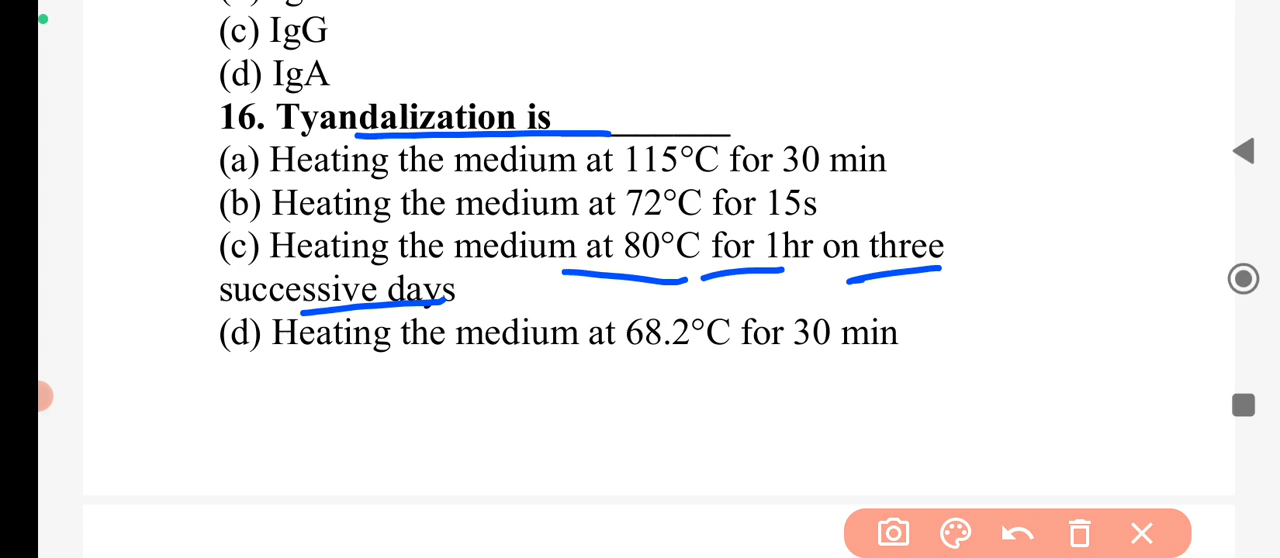 (c) IgG
(d) IgA
16. Tyandalization is ________
(a) Heating the medium at 115°C for 30 min
(b) Heating the medium at 72°C for 15s
(c) Heating the medium at 80°C for 1hr on three
successive days
(d) Heating the medium at 68.2°C for 30 min